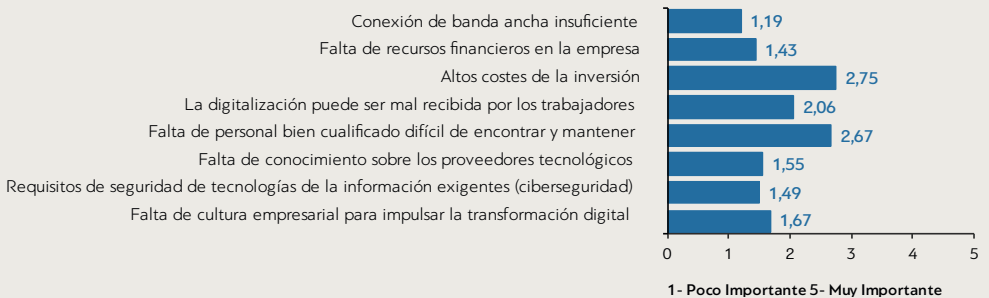 Conexión de banda ancha insuficiente 1,19
Falta de recursos financieros en la empresa 1,43
Altos costes de la inversión 2,75
La digitalización puede ser mal recibida por los trabajadores 2,06
Falta de personal bien cualificado difícil de encontrar y mantener 2,67
Falta de conocimiento sobre los proveedores tecnológicos 1,55
Requisitos de seguridad de tecnologías de la información exigentes (ciberseguridad) 1,49
Falta de cultura empresarial para impulsar la transformación digital 1,67
0 1 2 3 4 5
1- Poco Importante 5- Muy Importante